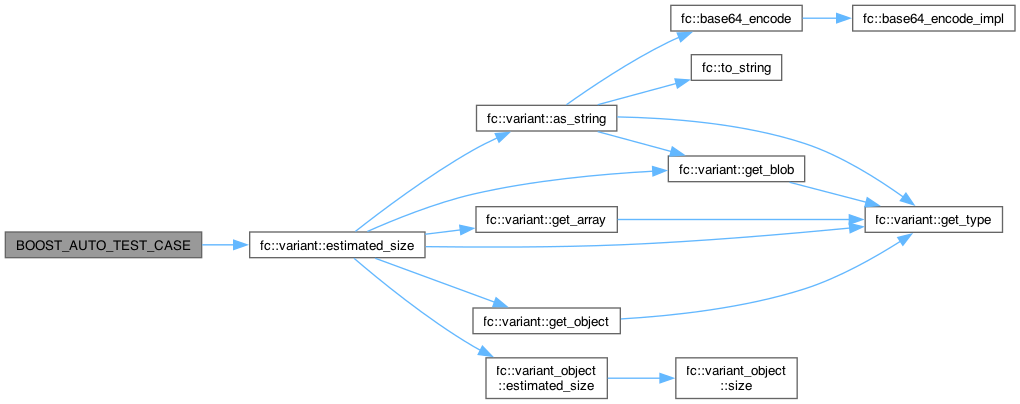 fc::base64_encode
fc::base64_encode_impl
fc::to_string
fc::variant::as_string
fc::variant::get_blob
fc::variant::get_array
fc::variant::get_type
BOOST_AUTO_TEST_CASE
fc::variant::estimated_size
fc::variant::get_object
fc::variant_object
::estimated_size
fc::variant_object
::size